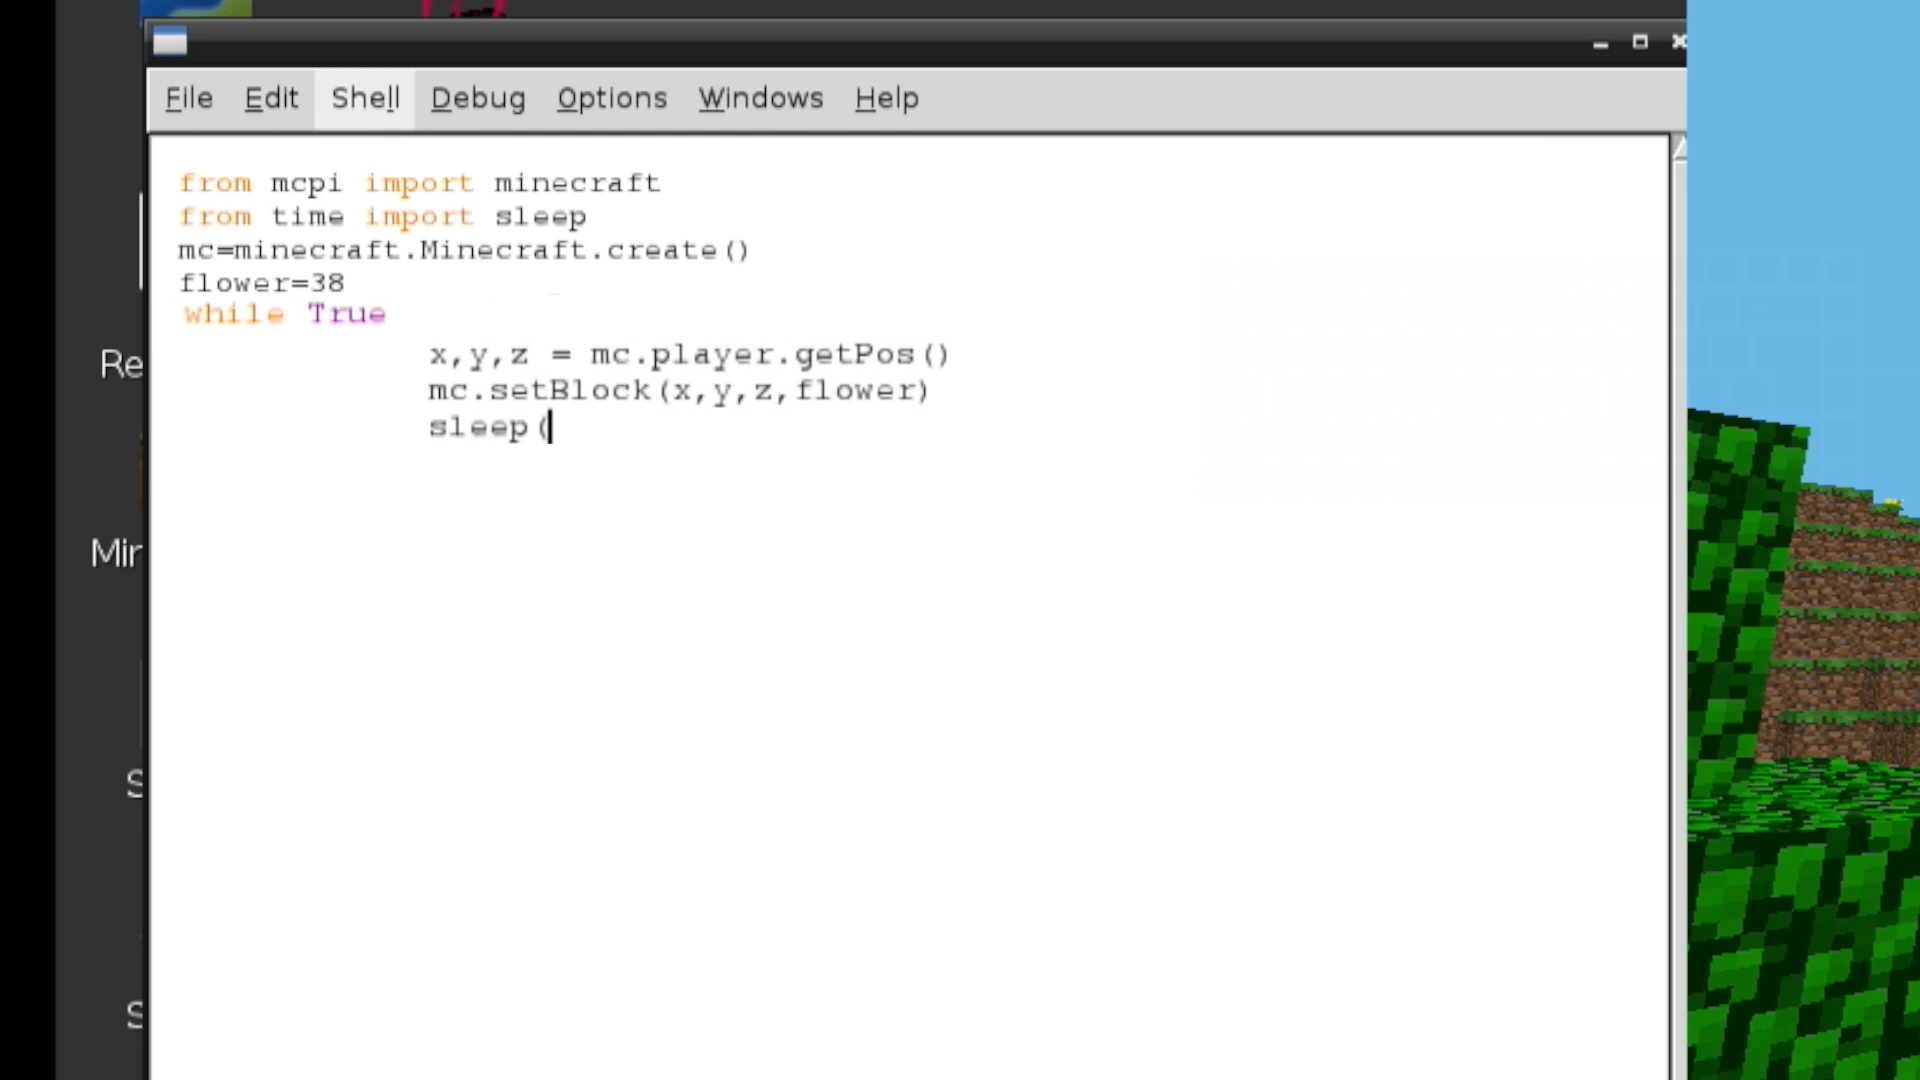 File Edit Shell Debug Options Windows Help
from mcpi import minecraft
from time import sleep
mc=minecraft.Minecraft.create()
flower=38
while True
x,y,z = mc.player.getPos()
mc.setBlock(x,y,z,flower)
sleep(
Re
Mir
S
S